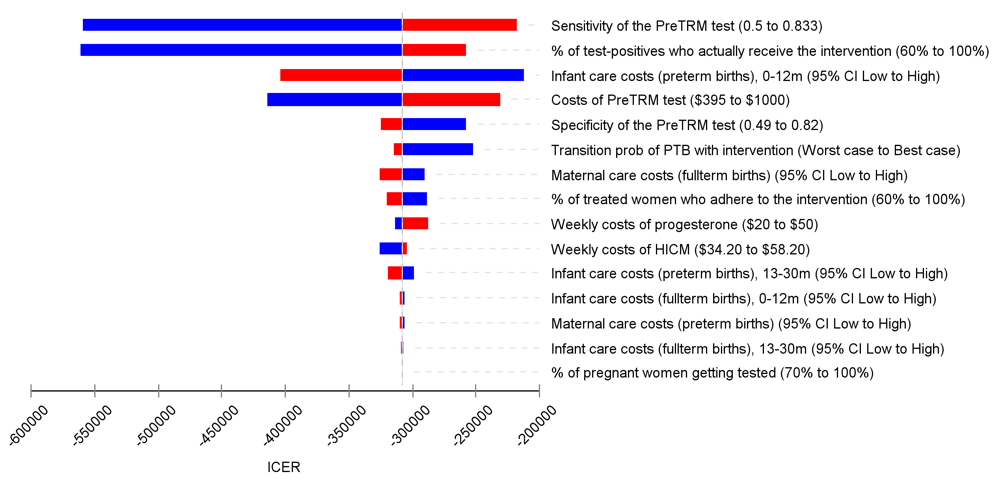 Sensitivity of the PreTRM test (0.5 to 0.833)
% of test-positives who actually receive the intervention (60% to 100%)
Infant care costs (preterm births), 0-12m (95% CI Low to High)
Costs of PreTRM test ($395 to $1000)
Specificity of the PreTRM test (0.49 to 0.82)
Transition prob of PTB with intervention (Worst case to Best case)
Maternal care costs (fullterm births) (95% CI Low to High)
% of treated women who adhere to the intervention (60% to 100%)
Weekly costs of progesterone ($20 to $50)
Weekly costs of HICM ($34.20 to $58.20)
Infant care costs (preterm births), 13-30m (95% CI Low to High)
Infant care costs (fullterm births), 0-12m (95% CI Low to High)
Maternal care costs (preterm births) (95% CI Low to High)
Infant care costs (fullterm births), 13-30m (95% CI Low to High)
% of pregnant women getting tested (70% to 100%)
-600000 -550000 -500000 -450000 -400000 -350000 -300000 -250000 -200000
ICER